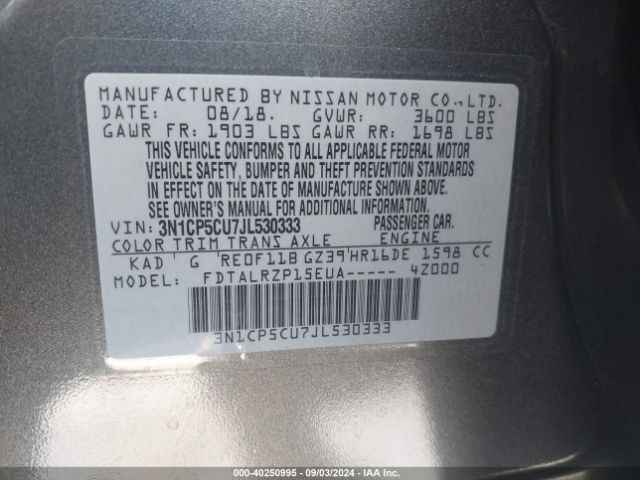 MANUFACTURED BY NISSAN MOTOR CO., LTD.
DATE: 08/18. GVWR: 3600 LBS
GAWR FR: 1903 LBS GAWR RR: 1698 LBS
THIS VEHICLE CONFORMS TO ALL APPLICABLE FEDERAL MOTOR
VEHICLE SAFETY, BUMPER AND THEFT PREVENTION STANDARDS
IN EFFECT ON THE DATE OF MANUFACTURE SHOWN ABOVE.
SEE OWNER'S MANUAL FOR ADDITIONAL INFORMATION.
VIN: 3N1CP5CU7JL530333 PASSENGER CAR.
COLOR TRIM TRANS AXLE ENGINE
KAD G RE0F11B GZ39 HR16DE 1598 CC
MODEL: FDTALRZP15EUA----- 4Z000
3N1CP5CU7JL530333
000-40250995 - 09/03/2024 - IAA Inc.